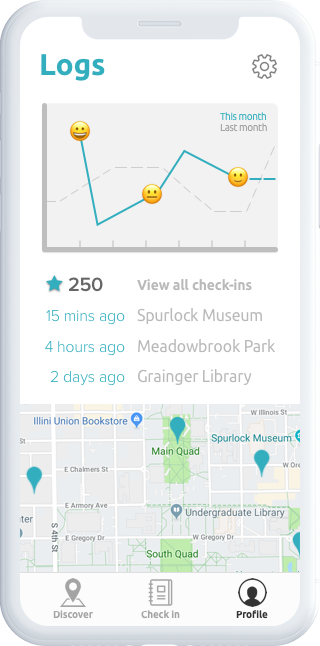 Logs
This month
Last month
250 View all check-ins
15 mins ago Spurlock Museum
4 hours ago Meadowbrook Park
2 days ago Grainger Library
W Illinois St
Illini Union Bookstore
Spurlock Museum
Main Quad
E Chalmers St
W Ore
nter
E Armory Ave
Undergraduate Library
S 4th St
E Gregory Dr
W Gregory Dr
South Quad
Discover Check in Profile